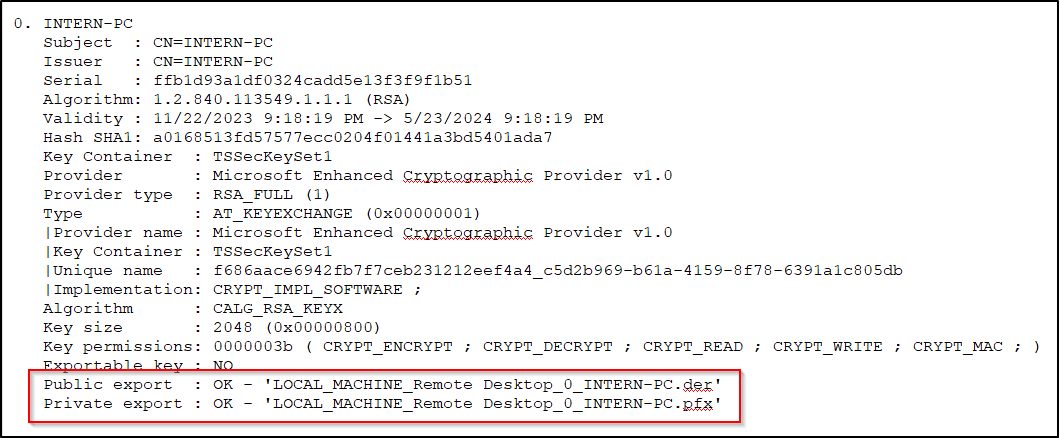 0. INTERN-PC
Subject : CN=INTERN-PC
Issuer : CN=INTERN-PC
Serial : ffb1d93a1df0324cadd5e13f3f9f1b51
Algorithm: 1.2.840.113549.1.1.1 (RSA)
Validity : 11/22/2023 9:18:19 PM -> 5/23/2024 9:18:19 PM
Hash SHA1: a0168513fd57577ecc0204f01441a3bd5401ada7
Key Container : TSSecKeySet1
Provider : Microsoft Enhanced Cryptographic Provider v1.0
Provider type : RSA_FULL (1)
Type : AT_KEYEXCHANGE (0x00000001)
|Provider name : Microsoft Enhanced Cryptographic Provider v1.0
|Key Container : TSSecKeySet1
|Unique name : f686aace6942fb7f7ceb231212eef4a4_c5d2b969-b61a-4159-8f78-6391a1c805db
|Implementation: CRYPT_IMPL_SOFTWARE ;
Algorithm : CALG_RSA_KEYX
Key size : 2048 (0x00000800)
Key permissions: 0000003b ( CRYPT_ENCRYPT ; CRYPT_DECRYPT ; CRYPT_READ ; CRYPT_WRITE ; CRYPT_MAC ; )
Exportable key : NO
Public export : OK - 'LOCAL_MACHINE_Remote Desktop_0_INTERN-PC.der'
Private export : OK - 'LOCAL_MACHINE_Remote Desktop_0_INTERN-PC.pfx'